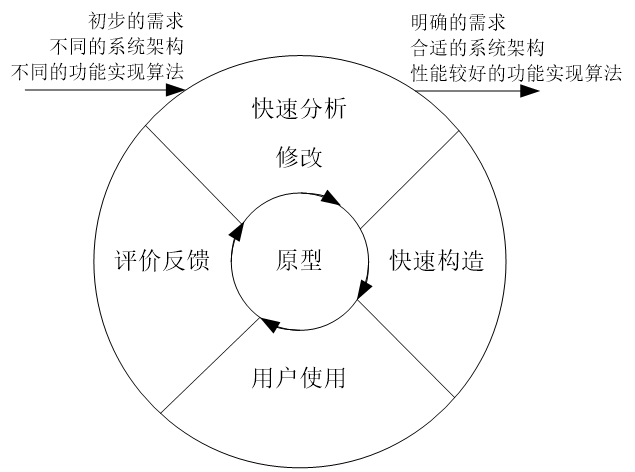 初步的需求
不同的系统架构
不同的功能实现算法
明确的需求
合适的系统架构
性能较好的功能实现算法
快速分析
修改
评价反馈
原型
快速构造
用户使用